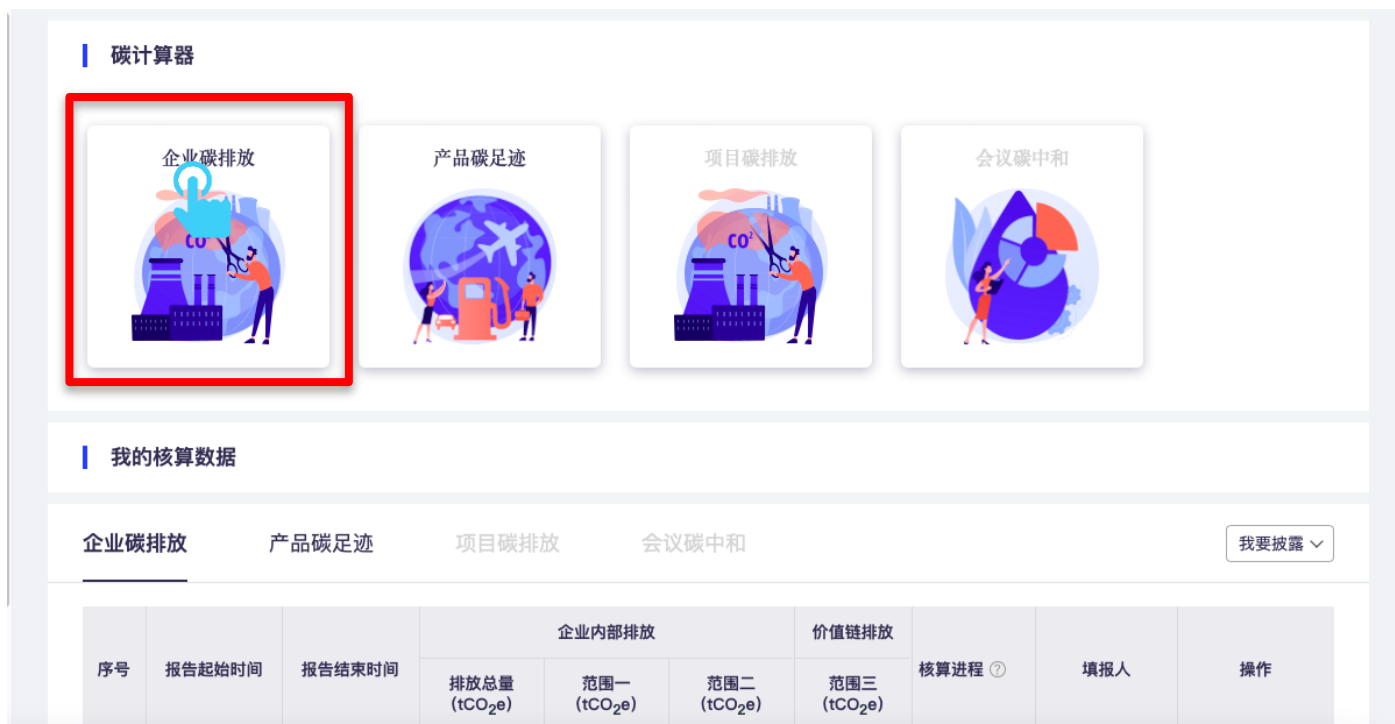 碳计算器
企业碳排放
产品碳足迹
项目碳排放
会议碳中和
CO
CO²
我的核算数据
企业碳排放 产品碳足迹 项目碳排放 会议碳中和 我要披露
企业内部排放 价值链排放
序号 报告起始时间 报告结束时间 核算进程 ? 填报人 操作
排放总量 范围一 范围二 范围三
(tCO₂e) (tCO₂e) (tCO₂e) (tCO₂e)